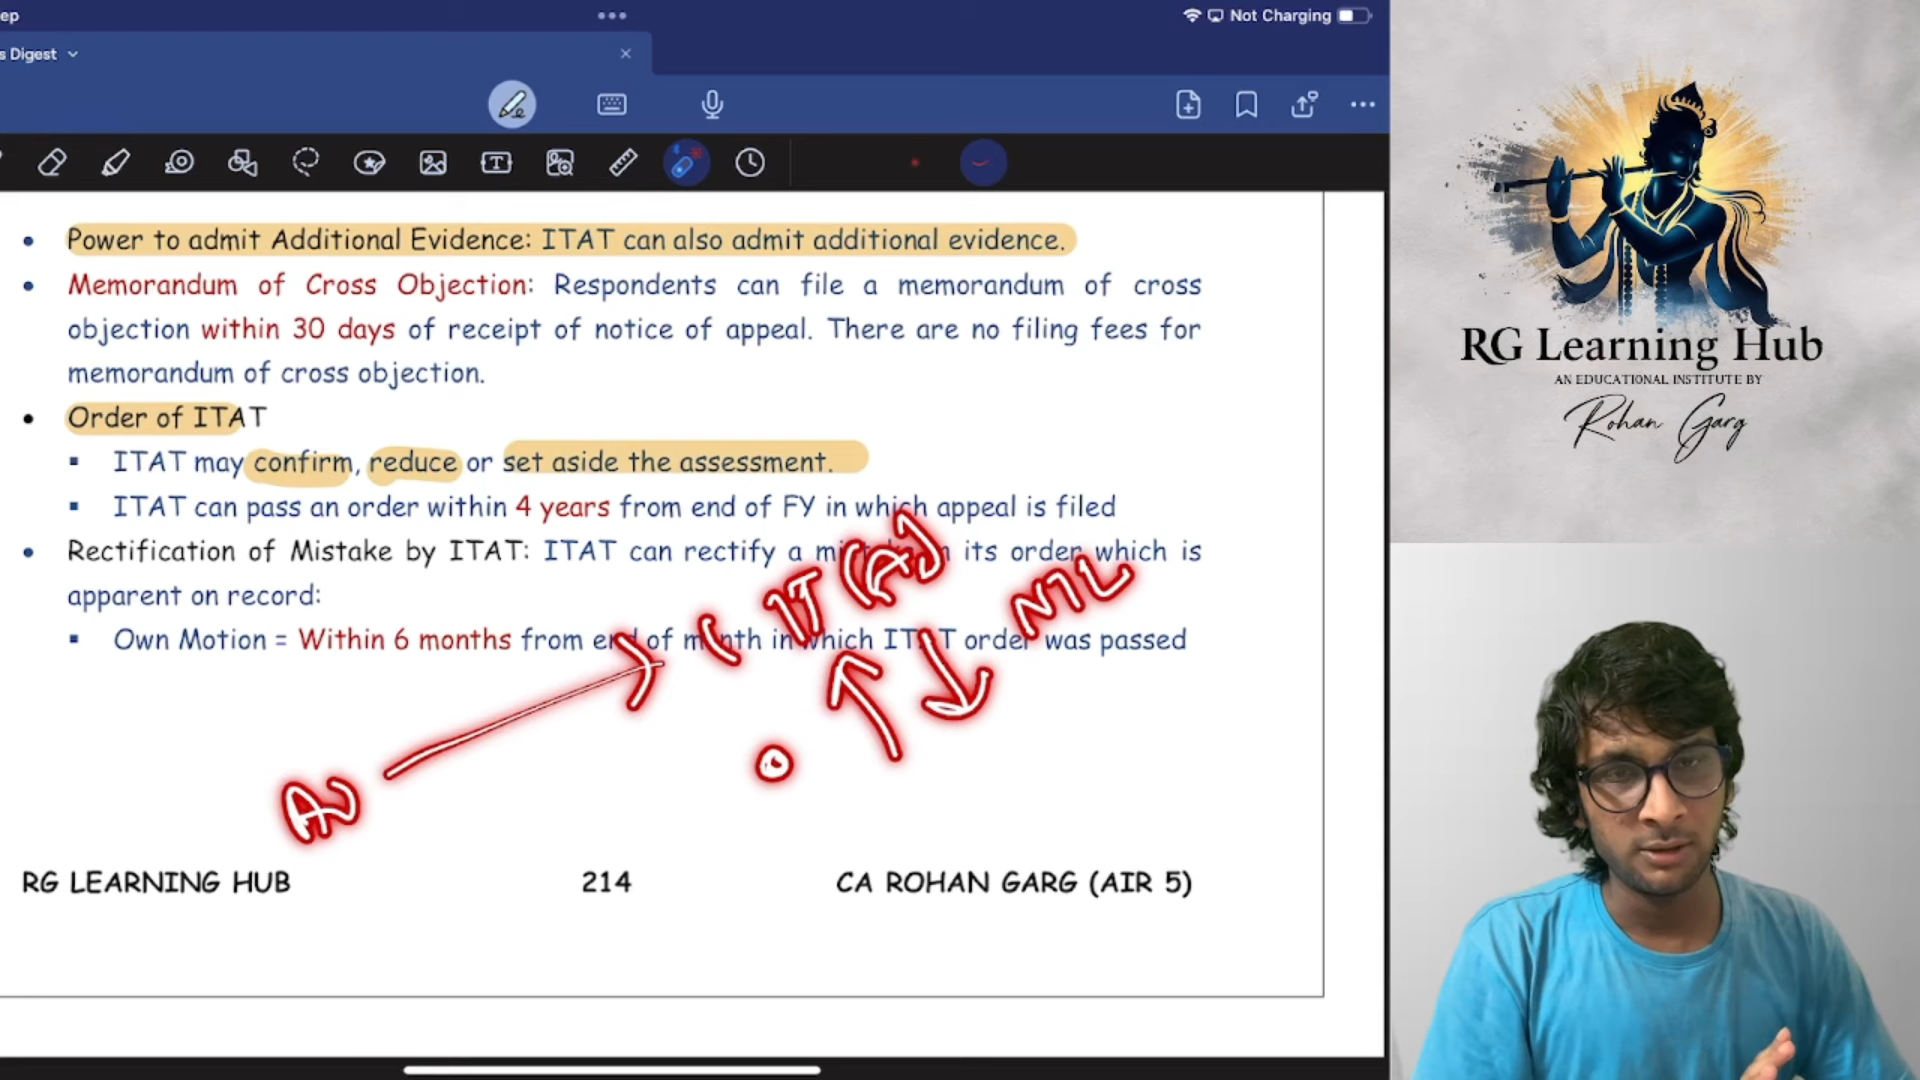 ep
Not Charging
s Digest
Power to admit Additional Evidence: ITAT can also admit additional evidence.
Memorandum of Cross Objection: Respondents can file a memorandum of cross
objection within 30 days of receipt of notice of appeal. There are no filing fees for
memorandum of cross objection.
Order of ITAT
ITAT may confirm, reduce or set aside the assessment.
ITAT can pass an order within 4 years from end of FY in which appeal is filed
Rectification of Mistake by ITAT: ITAT can rectify a its order which is
apparent on record:
Own Motion = Within 6 months from end of month in which ITAT order was passed
IT (A)
RG LEARNING HUB 214 CA ROHAN GARG (AIR 5)
RG Learning Hub
AN EDUCATIONAL INSTITUTE BY
Rohan Garg